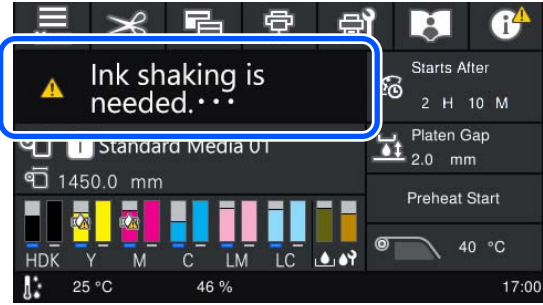 Ink shaking is
needed.･･･
Starts After
2 H 10 M
Platen Gap
2.0 mm
1 Standard Media 01
1450.0 mm
Preheat Start
40 °C
HDK Y M C LM LC
25 °C 46 % 17:00